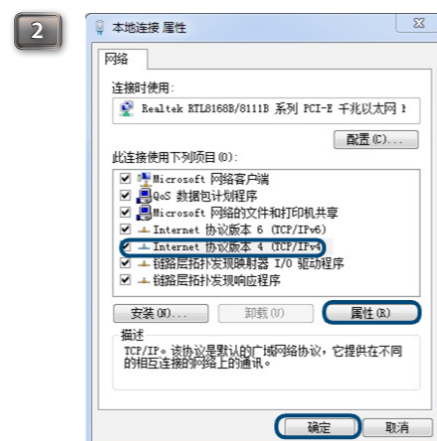 2
本地连接 属性
网络
连接时使用:
Realtek RTL8168B/8111B 系列 PCI-E 千兆以太网
配置(C)...
此连接使用下列项目(O):
Microsoft 网络客户端
QoS 数据包计划程序
Microsoft 网络的文件和打印机共享
Internet 协议版本 6 (TCP/IPv6)
Internet 协议版本 4 (TCP/IPv4)
链路层拓扑发现映射器 I/O 驱动程序
链路层拓扑发现响应程序
安装(N)... 卸载(U) 属性(R)
描述
TCP/IP。该协议是默认的广域网络协议，它提供在不同
的相互连接的网络上的通讯。
确定 取消